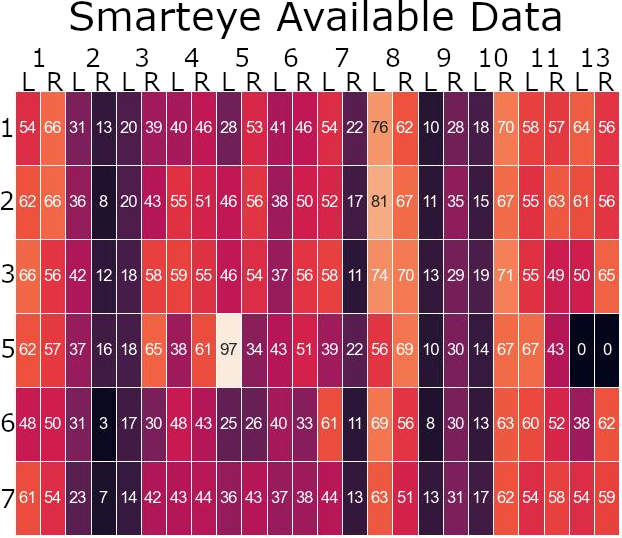 Smarteye Available Data
1 2 3 4 5 6 7 8 9 10 11 13
L R L R L R L R L R L R L R L R L R L R L R L R
1 54 66 31 13 20 39 40 46 28 53 41 46 54 22 76 62 10 28 18 70 58 57 64 56
2 62 66 36 8 20 43 55 51 46 56 38 50 52 17 81 67 11 35 15 67 55 63 61 56
3 66 56 42 12 18 58 59 55 46 54 37 56 58 11 74 70 13 29 19 71 55 49 50 65
5 62 57 37 16 18 65 38 61 97 34 43 51 39 22 56 69 10 30 14 67 67 43 0 0
6 48 50 31 3 17 30 48 43 25 26 40 33 61 11 69 56 8 30 13 63 60 52 38 62
7 61 54 23 7 14 42 43 44 36 43 37 38 44 13 63 51 13 31 17 62 54 58 54 59